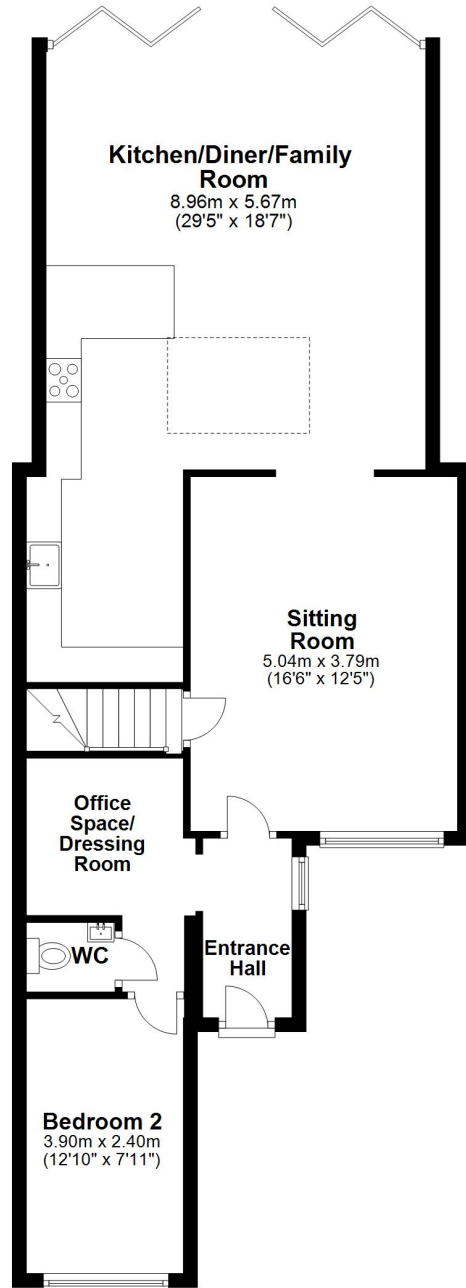 Kitchen/Diner/Family
Room
8.96m x 5.67m
(29'5" x 18'7")
Sitting
Room
5.04m x 3.79m
(16'6" x 12'5")
Office
Space/
Dressing
Room
WC
Entrance
Hall
Bedroom 2
3.90m x 2.40m
(12'10" x 7'11")